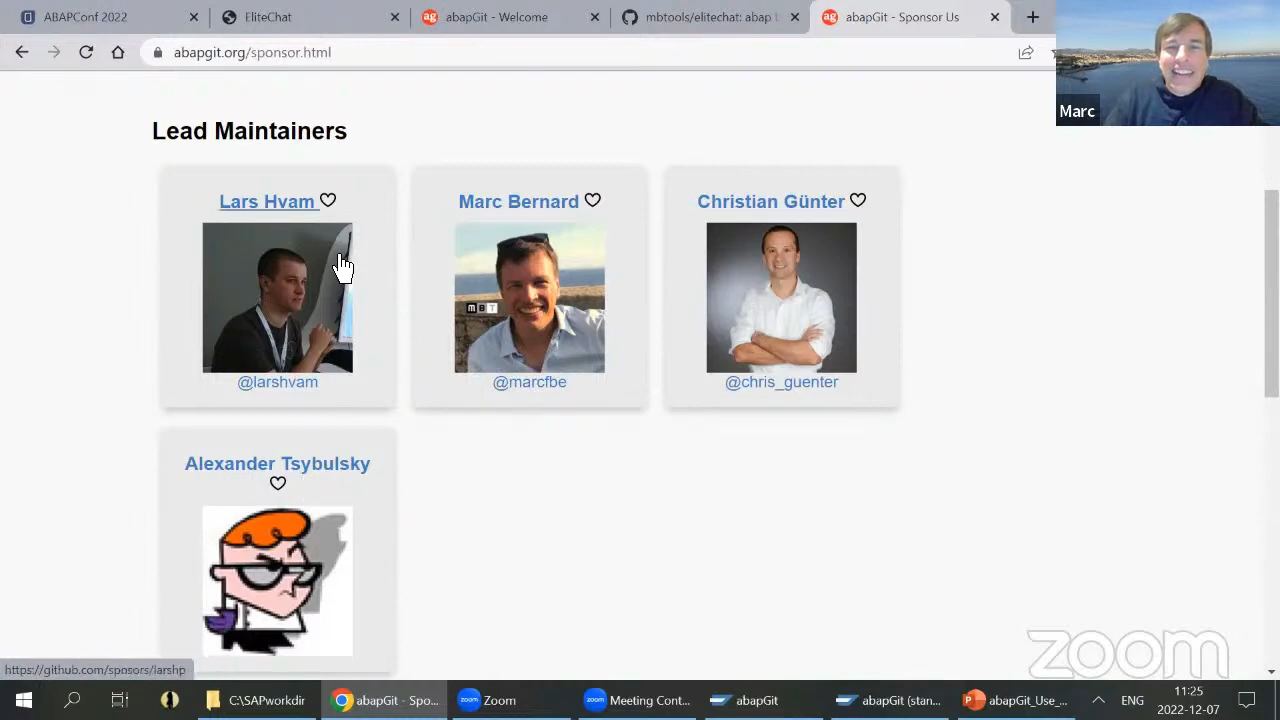 ABAPConf 2022
EliteChat
abapGit - Welcome
mbtools/elitechat: abap t
abapGit - Sponsor Us
abapgit.org/sponsor.html
Marc
Lead Maintainers
Lars Hvam
Marc Bernard
Christian Günter
MBT
@larshvam
@marcfbe
@chris_guenter
Alexander Tsybulsky
zoom
https://github.com/sposors/larshp
C:\SAPworkdir
abapGit - Spo...
Zoom
Meeting Cont...
abapGit
abapGit (stan...
abapGit_Use_...
ENG
11:25
2022-12-07